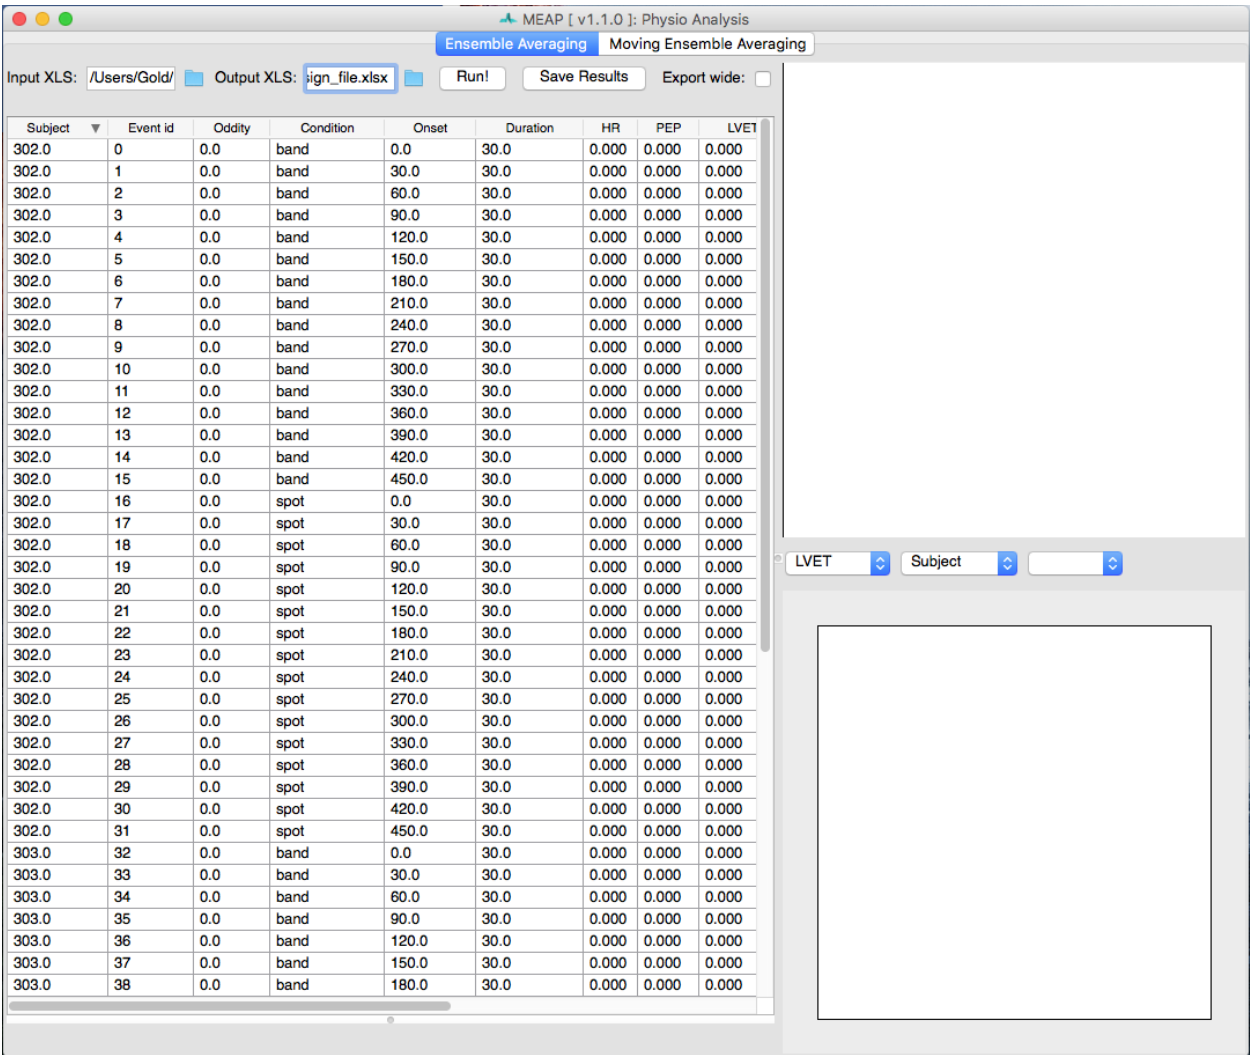 MEAP [ v1.1.0 ]: Physio Analysis
Ensemble Averaging Moving Ensemble Averaging
Input XLS: /Users/Gold/ Output XLS: sign_file.xlsx Run! Save Results Export wide:
Subject Event id Oddity Condition Onset Duration HR PEP LVET
302.0 0 0.0 band 0.0 30.0 0.000 0.000 0.000
302.0 1 0.0 band 30.0 30.0 0.000 0.000 0.000
302.0 2 0.0 band 60.0 30.0 0.000 0.000 0.000
302.0 3 0.0 band 90.0 30.0 0.000 0.000 0.000
302.0 4 0.0 band 120.0 30.0 0.000 0.000 0.000
302.0 5 0.0 band 150.0 30.0 0.000 0.000 0.000
302.0 6 0.0 band 180.0 30.0 0.000 0.000 0.000
302.0 7 0.0 band 210.0 30.0 0.000 0.000 0.000
302.0 8 0.0 band 240.0 30.0 0.000 0.000 0.000
302.0 9 0.0 band 270.0 30.0 0.000 0.000 0.000
302.0 10 0.0 band 300.0 30.0 0.000 0.000 0.000
302.0 11 0.0 band 330.0 30.0 0.000 0.000 0.000
302.0 12 0.0 band 360.0 30.0 0.000 0.000 0.000
302.0 13 0.0 band 390.0 30.0 0.000 0.000 0.000
302.0 14 0.0 band 420.0 30.0 0.000 0.000 0.000
302.0 15 0.0 band 450.0 30.0 0.000 0.000 0.000
302.0 16 0.0 spot 0.0 30.0 0.000 0.000 0.000
302.0 17 0.0 spot 30.0 30.0 0.000 0.000 0.000
302.0 18 0.0 spot 60.0 30.0 0.000 0.000 0.000
302.0 19 0.0 spot 90.0 30.0 0.000 0.000 0.000
302.0 20 0.0 spot 120.0 30.0 0.000 0.000 0.000
302.0 21 0.0 spot 150.0 30.0 0.000 0.000 0.000
302.0 22 0.0 spot 180.0 30.0 0.000 0.000 0.000
302.0 23 0.0 spot 210.0 30.0 0.000 0.000 0.000
302.0 24 0.0 spot 240.0 30.0 0.000 0.000 0.000
302.0 25 0.0 spot 270.0 30.0 0.000 0.000 0.000
302.0 26 0.0 spot 300.0 30.0 0.000 0.000 0.000
302.0 27 0.0 spot 330.0 30.0 0.000 0.000 0.000
302.0 28 0.0 spot 360.0 30.0 0.000 0.000 0.000
302.0 29 0.0 spot 390.0 30.0 0.000 0.000 0.000
302.0 30 0.0 spot 420.0 30.0 0.000 0.000 0.000
302.0 31 0.0 spot 450.0 30.0 0.000 0.000 0.000
303.0 32 0.0 band 0.0 30.0 0.000 0.000 0.000
303.0 33 0.0 band 30.0 30.0 0.000 0.000 0.000
303.0 34 0.0 band 60.0 30.0 0.000 0.000 0.000
303.0 35 0.0 band 90.0 30.0 0.000 0.000 0.000
303.0 36 0.0 band 120.0 30.0 0.000 0.000 0.000
303.0 37 0.0 band 150.0 30.0 0.000 0.000 0.000
303.0 38 0.0 band 180.0 30.0 0.000 0.000 0.000
LVET Subject